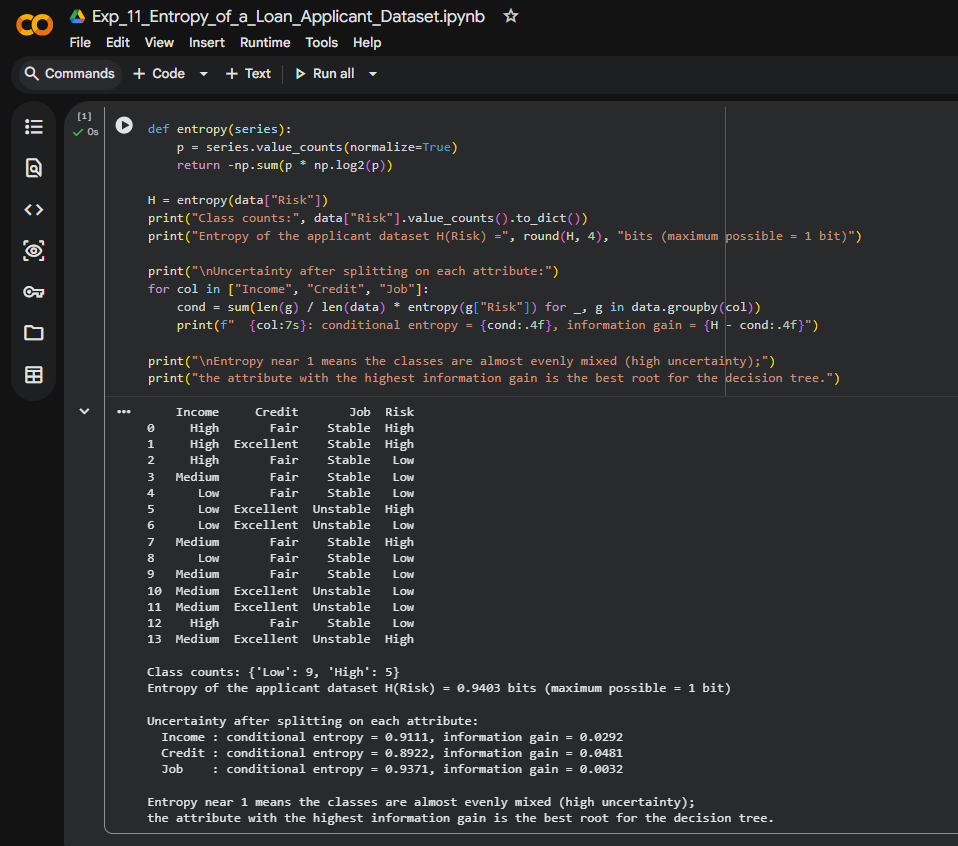 Exp_11_Entropy_of_a_Loan_Applicant_Dataset.ipynb
File Edit View Insert Runtime Tools Help
Commands + Code + Text Run all
[1]
0s
def entropy(series):
    p = series.value_counts(normalize=True)
    return -np.sum(p * np.log2(p))

H = entropy(data["Risk"])
print("Class counts:", data["Risk"].value_counts().to_dict())
print("Entropy of the applicant dataset H(Risk) =", round(H, 4), "bits (maximum possible = 1 bit)")

print("\nUncertainty after splitting on each attribute:")
for col in ["Income", "Credit", "Job"]:
    cond = sum(len(g) / len(data) * entropy(g["Risk"]) for _, g in data.groupby(col))
    print(f"  {col:7s}: conditional entropy = {cond:.4f}, information gain = {H - cond:.4f}")

print("\nEntropy near 1 means the classes are almost evenly mixed (high uncertainty);")
print("the attribute with the highest information gain is the best root for the decision tree.")
    Income     Credit       Job  Risk
0     High       Fair    Stable  High
1     High  Excellent    Stable  High
2     High       Fair    Stable   Low
3   Medium       Fair    Stable   Low
4      Low       Fair    Stable   Low
5      Low  Excellent  Unstable  High
6      Low  Excellent  Unstable   Low
7   Medium       Fair    Stable  High
8      Low       Fair    Stable   Low
9   Medium       Fair    Stable   Low
10  Medium  Excellent  Unstable   Low
11  Medium  Excellent  Unstable   Low
12    High       Fair    Stable   Low
13  Medium  Excellent  Unstable  High

Class counts: {'Low': 9, 'High': 5}
Entropy of the applicant dataset H(Risk) = 0.9403 bits (maximum possible = 1 bit)

Uncertainty after splitting on each attribute:
  Income : conditional entropy = 0.9111, information gain = 0.0292
  Credit : conditional entropy = 0.8922, information gain = 0.0481
  Job    : conditional entropy = 0.9371, information gain = 0.0032

Entropy near 1 means the classes are almost evenly mixed (high uncertainty);
the attribute with the highest information gain is the best root for the decision tree.